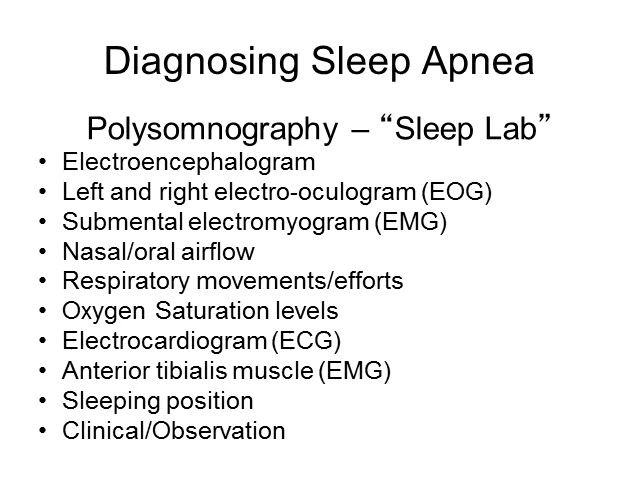 Diagnosing Sleep Apnea
Polysomnography – “Sleep Lab”
• Electroencephalogram
• Left and right electro-oculogram (EOG)
• Submental electromyogram (EMG)
• Nasal/oral airflow
• Respiratory movements/efforts
• Oxygen Saturation levels
• Electrocardiogram (ECG)
• Anterior tibialis muscle (EMG)
• Sleeping position
• Clinical/Observation